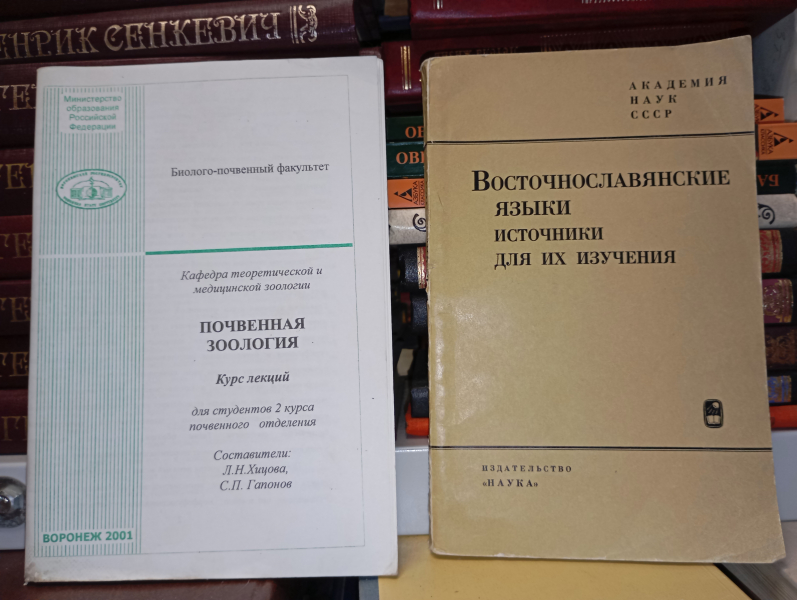 ЕНРИК СЕНКЕВИЧ
Министерство
образования
Российской
Федерации
Биолого-почвенный факультет
Кафедра теоретической и
медицинской зоологии
ПОЧВЕННАЯ
ЗООЛОГИЯ
Курс лекций
для студентов 2 курса
почвенного отделения
Составители:
Л.Н.Хицова,
С.П. Гапонов
ВОРОНЕЖ 2001
АКАДЕМИЯ
НАУК
СССР
ВОСТОЧНОСЛАВЯНСКИЕ
ЯЗЫКИ
ИСТОЧНИКИ
ДЛЯ ИХ ИЗУЧЕНИЯ
ИЗДАТЕЛЬСТВО
«НАУКА»